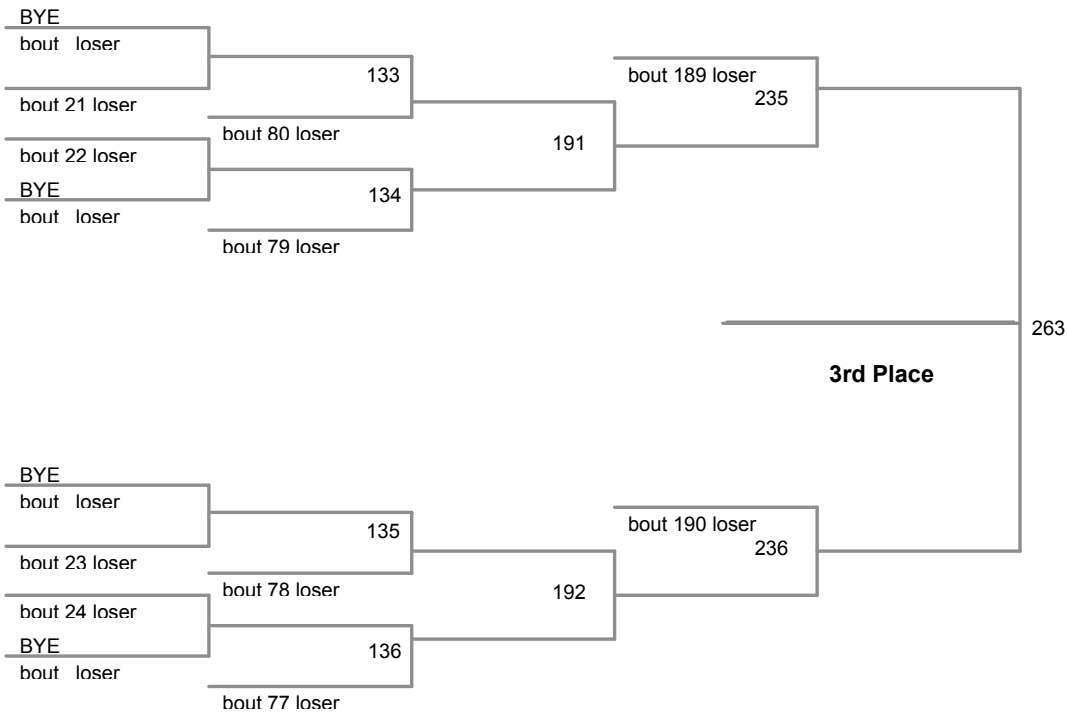 BYE
bout loser
bout 21 loser
133
bout 80 loser
bout 22 loser
BYE
bout loser
134
bout 79 loser
191
bout 189 loser
235
263
3rd Place
BYE
bout loser
bout 23 loser
135
bout 78 loser
bout 24 loser
BYE
bout loser
136
bout 77 loser
192
bout 190 loser
236